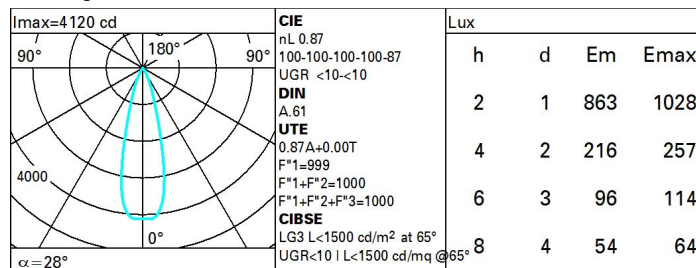 Imax=4120 cd
90° 180° 90°
4000
0°
α=28°
CIE
nL 0.87
100-100-100-100-87
UGR <10-<10
DIN
A.61
UTE
0.87A+0.00T
F"1=999
F"1+F"2=1000
F"1+F"2+F"3=1000
CIBSE
LG3 L<1500 cd/m² at 65°
UGR<10 | L<1500 cd/mq @65°
Lux
h d Em Emax
2 1 863 1028
4 2 216 257
6 3 96 114
8 4 54 64